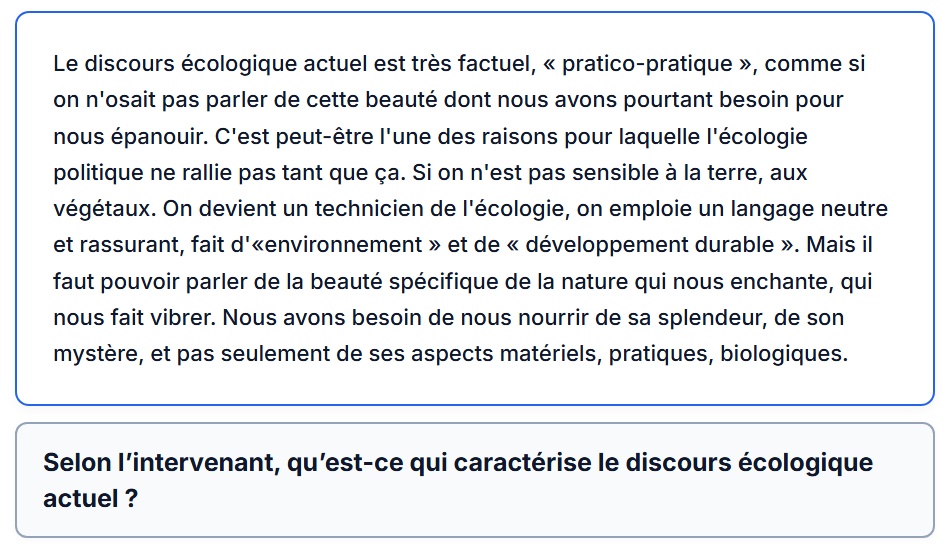 Le discours écologique actuel est très factuel, « pratico-pratique », comme si
on n'osait pas parler de cette beauté dont nous avons pourtant besoin pour
nous épanouir. C'est peut-être l'une des raisons pour laquelle l'écologie
politique ne rallie pas tant que ça. Si on n'est pas sensible à la terre, aux
végétaux. On devient un technicien de l'écologie, on emploie un langage neutre
et rassurant, fait d'«environnement » et de « développement durable ». Mais il
faut pouvoir parler de la beauté spécifique de la nature qui nous enchante, qui
nous fait vibrer. Nous avons besoin de nous nourrir de sa splendeur, de son
mystère, et pas seulement de ses aspects matériels, pratiques, biologiques.
Selon l’intervenant, qu’est-ce qui caractérise le discours écologique
actuel ?